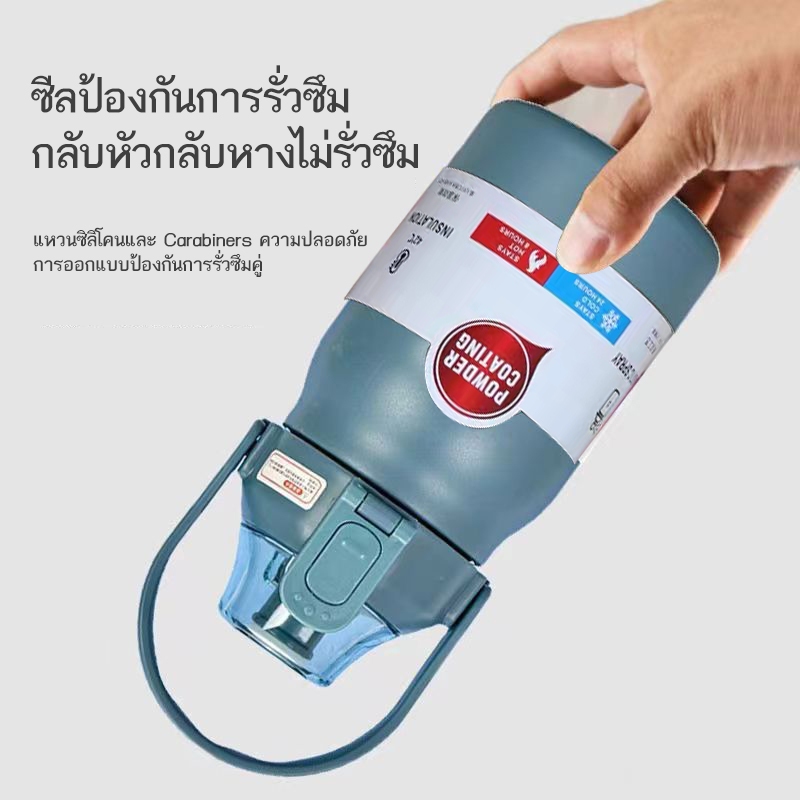 ซีลป้องกันการรั่วซึม
กลับหัวกลับหางไม่รั่วซึม
แหวนซิลิโคนและ Carabiners ความปลอดภัย
การออกแบบป้องกันการรั่วซึมคู่
INSULATION
42℃
STAYS
HOT
8 HOURS
STAYS
COLD
24 HOURS
POWDER
COATING
SPRAY